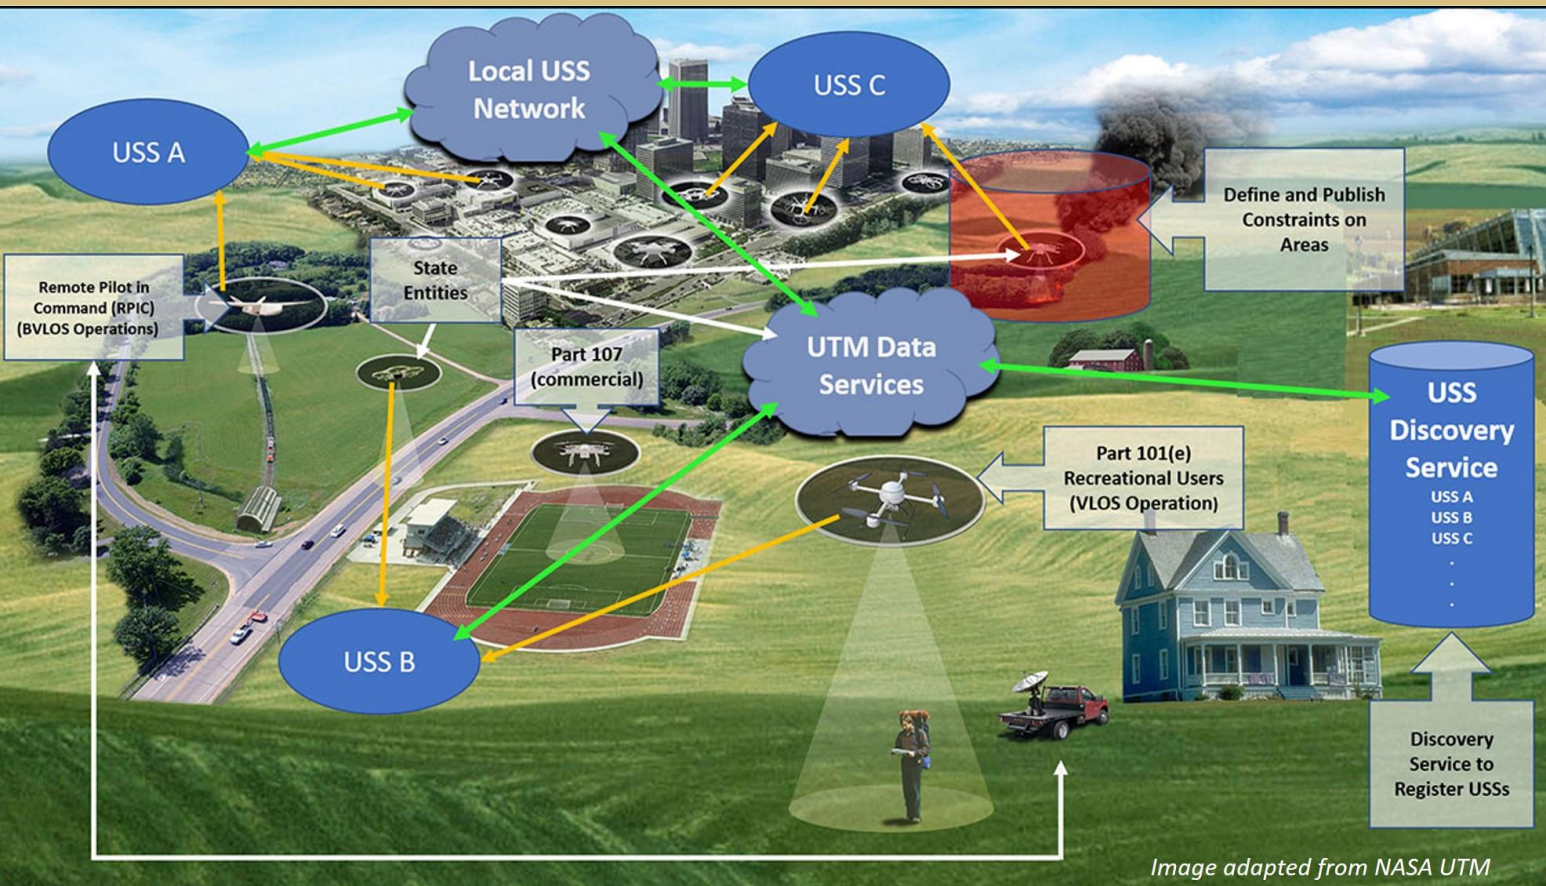 Local USS
Network
USS C
USS A
Define and Publish
Constraints on
Areas
State
Entities
Remote Pilot in
Command (RPIC)
(BVLOS Operations)
Part 107
(commercial)
UTM Data
Services
USS
Discovery
Service
USS A
USS B
USS C
.
.
.
Part 101(e)
Recreational Users
(VLOS Operation)
USS B
Discovery
Service to
Register USSs
Image adapted from NASA UTM